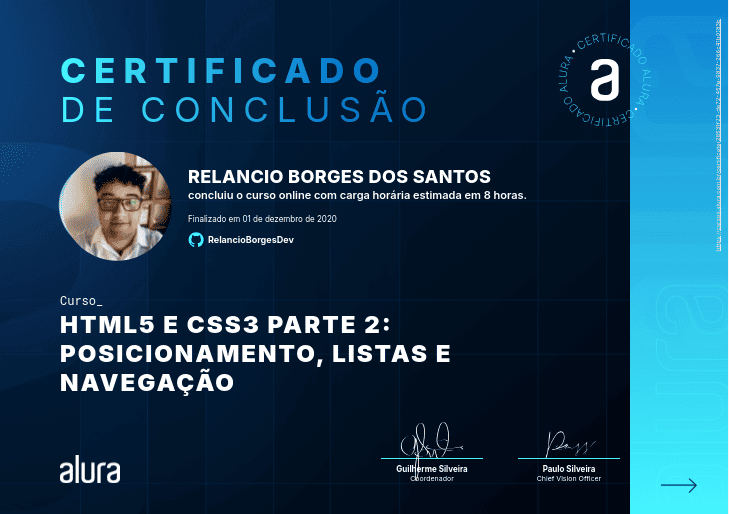 CERTIFICADO
DE CONCLUSÃO
CERTIFICADO ALURA • CERTIFICADO ALURA •
a
RELANCIO BORGES DOS SANTOS
concluiu o curso online com carga horária estimada em 8 horas.
Finalizado em 01 de dezembro de 2020
RelancioBorgesDev
Curso_
HTML5 E CSS3 PARTE 2:
POSICIONAMENTO, LISTAS E
NAVEGAÇÃO
alura
Guilherme Silveira
Coordenador
Paulo Silveira
Chief Vision Officer
alura